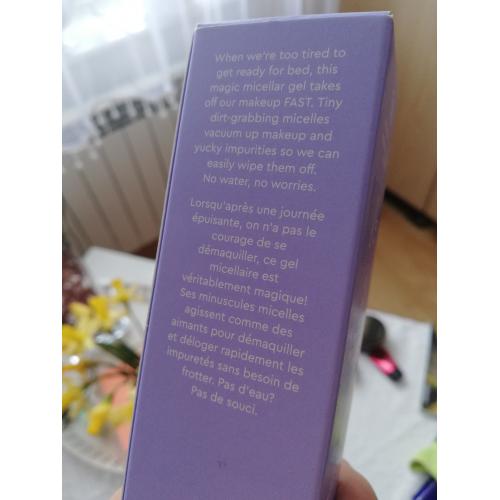 When we're too tired to
get ready for bed, this
magic micellar gel takes
off our makeup FAST. Tiny
dirt-grabbing micelles
vacuum up makeup and
yucky impurities so we can
easily wipe them off.
No water, no worries.
Lorsqu'après une journée
épuisante, on n'a pas le
courage de se
démaquiller, ce gel
micellaire est
véritablement magique!
Ses minuscules micelles
agissent comme des
aimants pour démaquiller
et déloger rapidement les
impuretés sans besoin de
frotter. Pas d'eau?
Pas de souci.